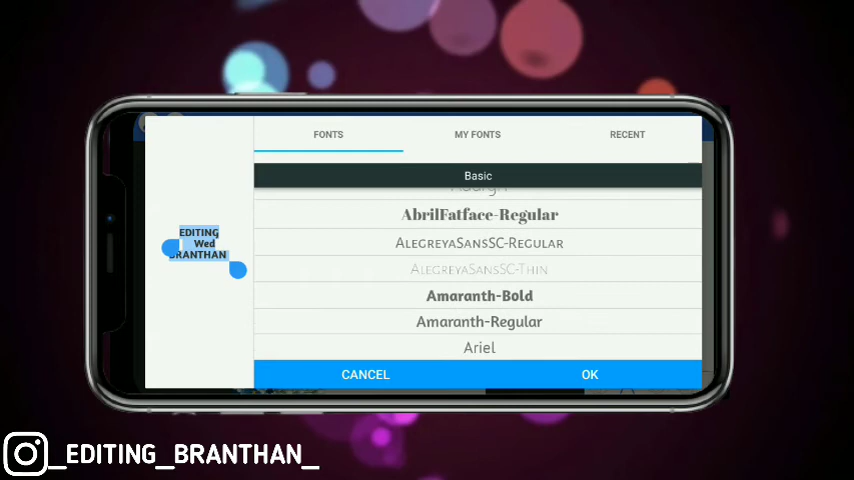 FONTS
MY FONTS
RECENT
Basic
AbrilFatface-Regular
AlegreyaSansSC-Regular
AlegreyaSansSC-Thin
Amaranth-Bold
Amaranth-Regular
Ariel
EDITING
Wed
BRANTHAN
CANCEL
OK
_EDITING_BRANTHAN_